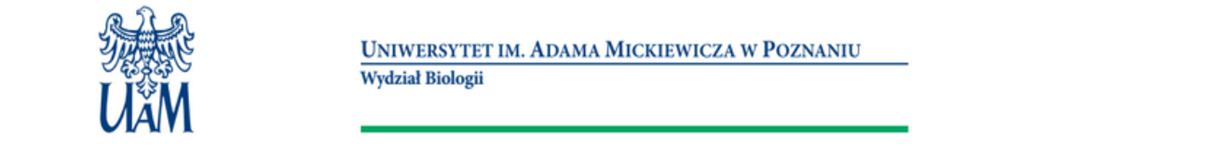 UNIWERSYTET IM. ADAMA MICKIEWICZA W POZNANIU
Wydział Biologii
UAM